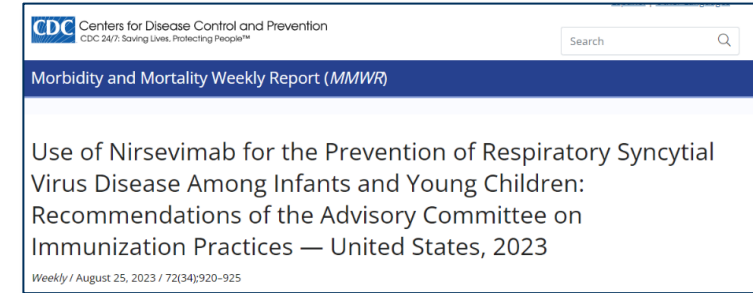 CDC Centers for Disease Control and Prevention
CDC 24/7: Saving Lives, Protecting People™
Search
Morbidity and Mortality Weekly Report (MMWR)
Use of Nirsevimab for the Prevention of Respiratory Syncytial
Virus Disease Among Infants and Young Children:
Recommendations of the Advisory Committee on
Immunization Practices — United States, 2023
Weekly / August 25, 2023 / 72(34);920–925